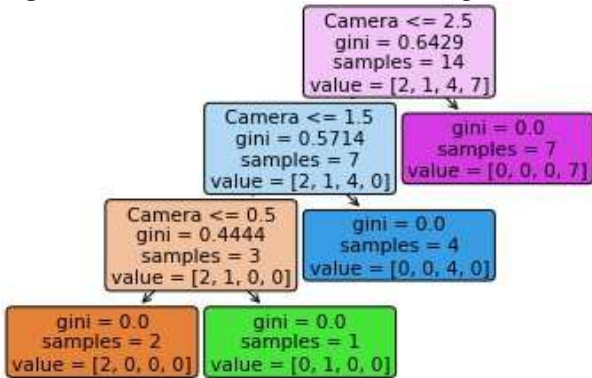 Camera <= 2.5
gini = 0.6429
samples = 14
value = [2, 1, 4, 7]
Camera <= 1.5
gini = 0.5714
samples = 7
value = [2, 1, 4, 0]
gini = 0.0
samples = 7
value = [0, 0, 0, 7]
Camera <= 0.5
gini = 0.4444
samples = 3
value = [2, 1, 0, 0]
gini = 0.0
samples = 4
value = [0, 0, 4, 0]
gini = 0.0
samples = 2
value = [2, 0, 0, 0]
gini = 0.0
samples = 1
value = [0, 1, 0, 0]